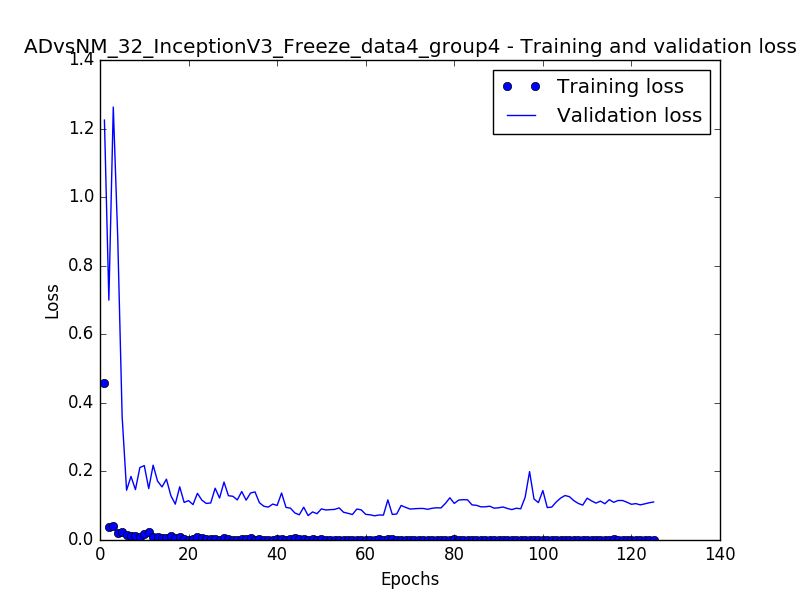 ADvsNM_32_InceptionV3_Freeze_data4_group4 - Training and validation loss
1.4
1.2
1.0
0.8
0.6
0.4
0.2
0.0
Loss
Training loss
Validation loss
0 20 40 60 80 100 120 140
Epochs